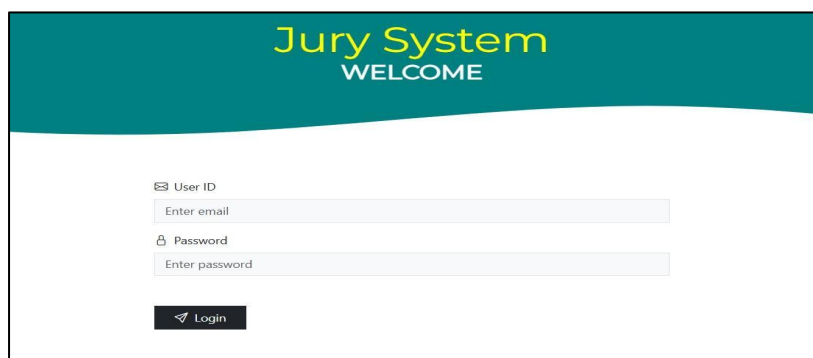 Jury System
WELCOME
User ID
Enter email
Password
Enter password
Login